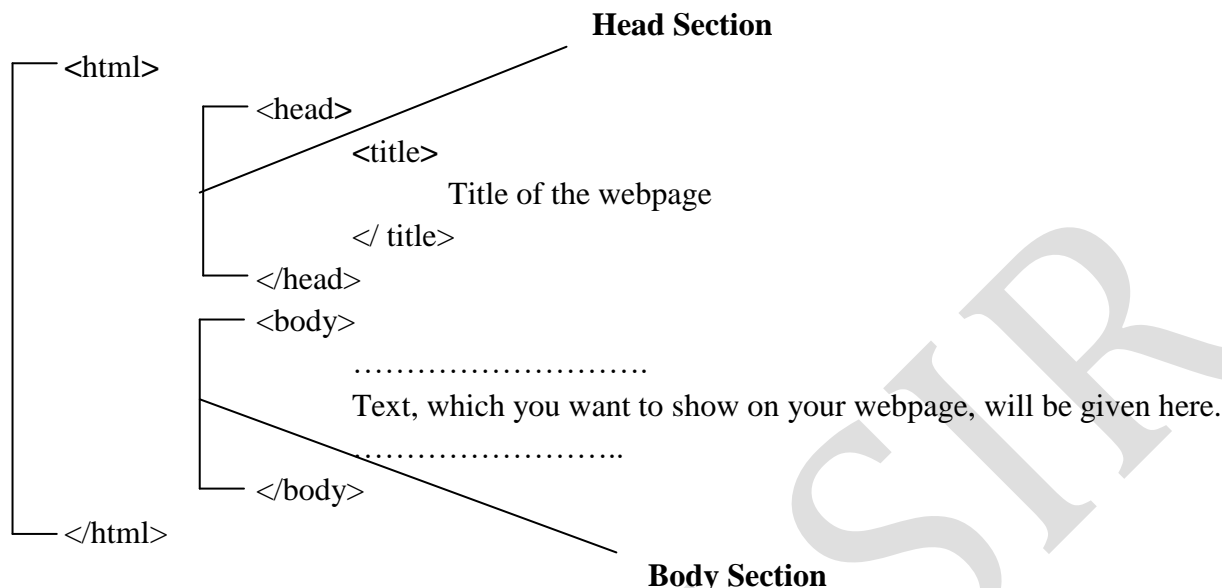 Head Section
<html>
<head>
<title>
Title of the webpage
</ title>
</head>
<body>
……………………….
Text, which you want to show on your webpage, will be given here.
……………………..
</body>
</html>
Body Section
SIR